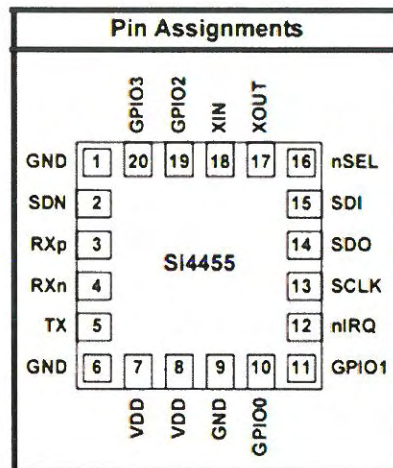 Pin Assignments
GPIO3 GPIO2 XIN XOUT
GND 1 20 19 18 17 16 nSEL
SDN 2 15 SDI
RXp 3 14 SDO
Si4455
RXn 4 13 SCLK
TX 5 12 nIRQ
GND 6 7 8 9 10 11 GPIO1
VDD VDD GND GPIO0